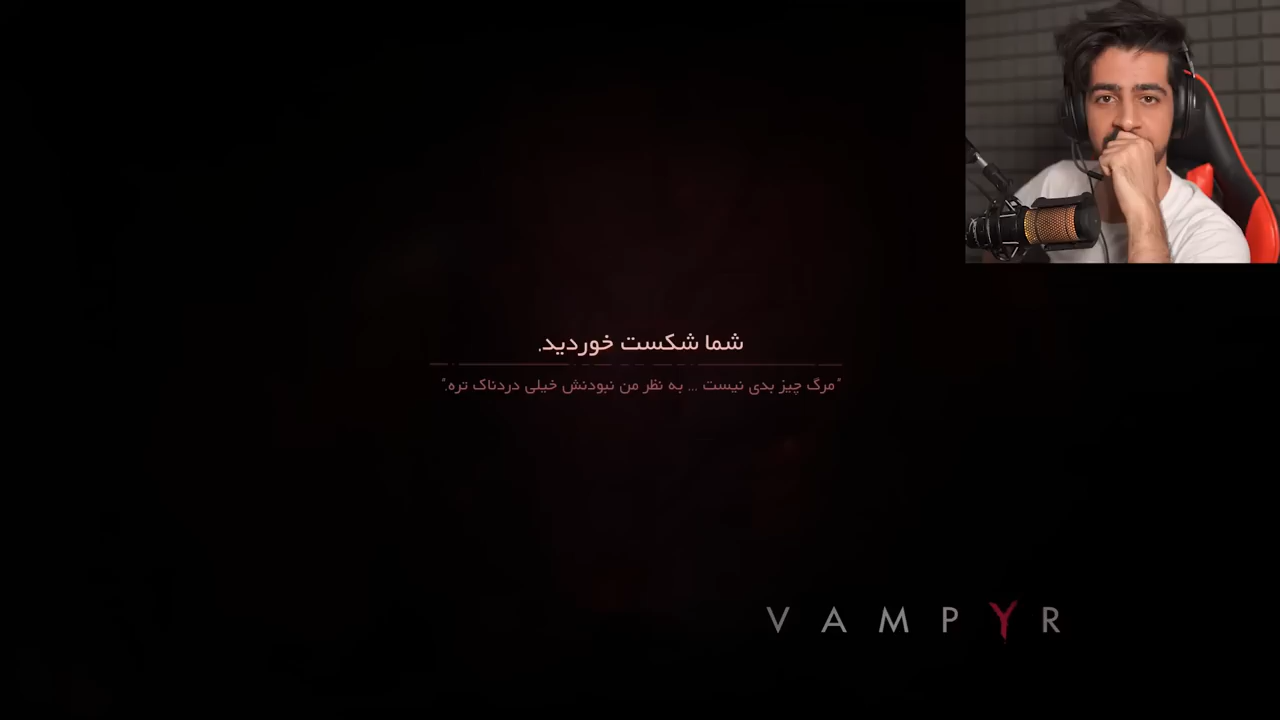 شما شکست خوردید.
"مرگ چیز بدی نیست ... به نظر من نبودنش خیلی دردناک تره."
VAMPYR